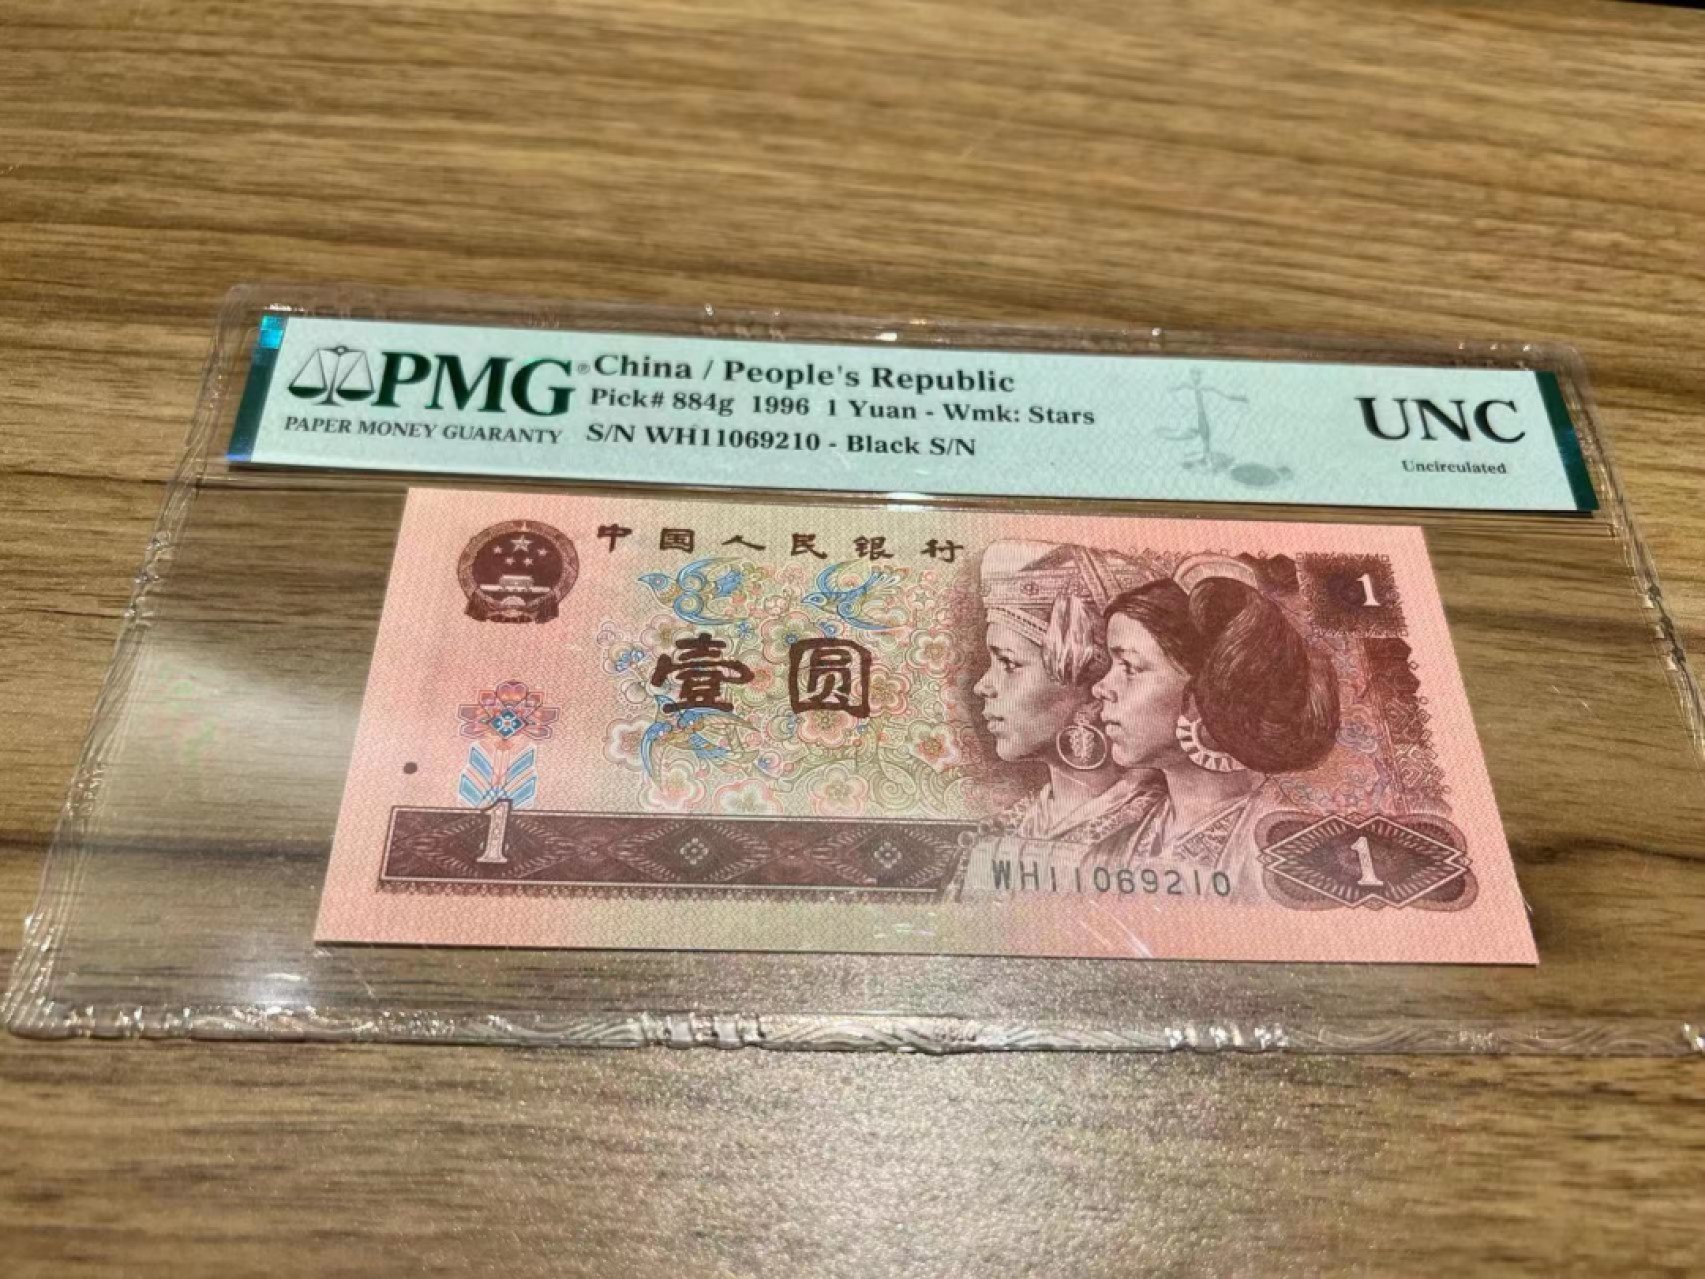 PMG®
PAPER MONEY GUARANTY
China / People's Republic
Pick# 884g 1996 1 Yuan - Wmk: Stars
S/N WH11069210 - Black S/N
UNC
Uncirculated
中国人民银行
1
壹圆
1
WH11069210
1